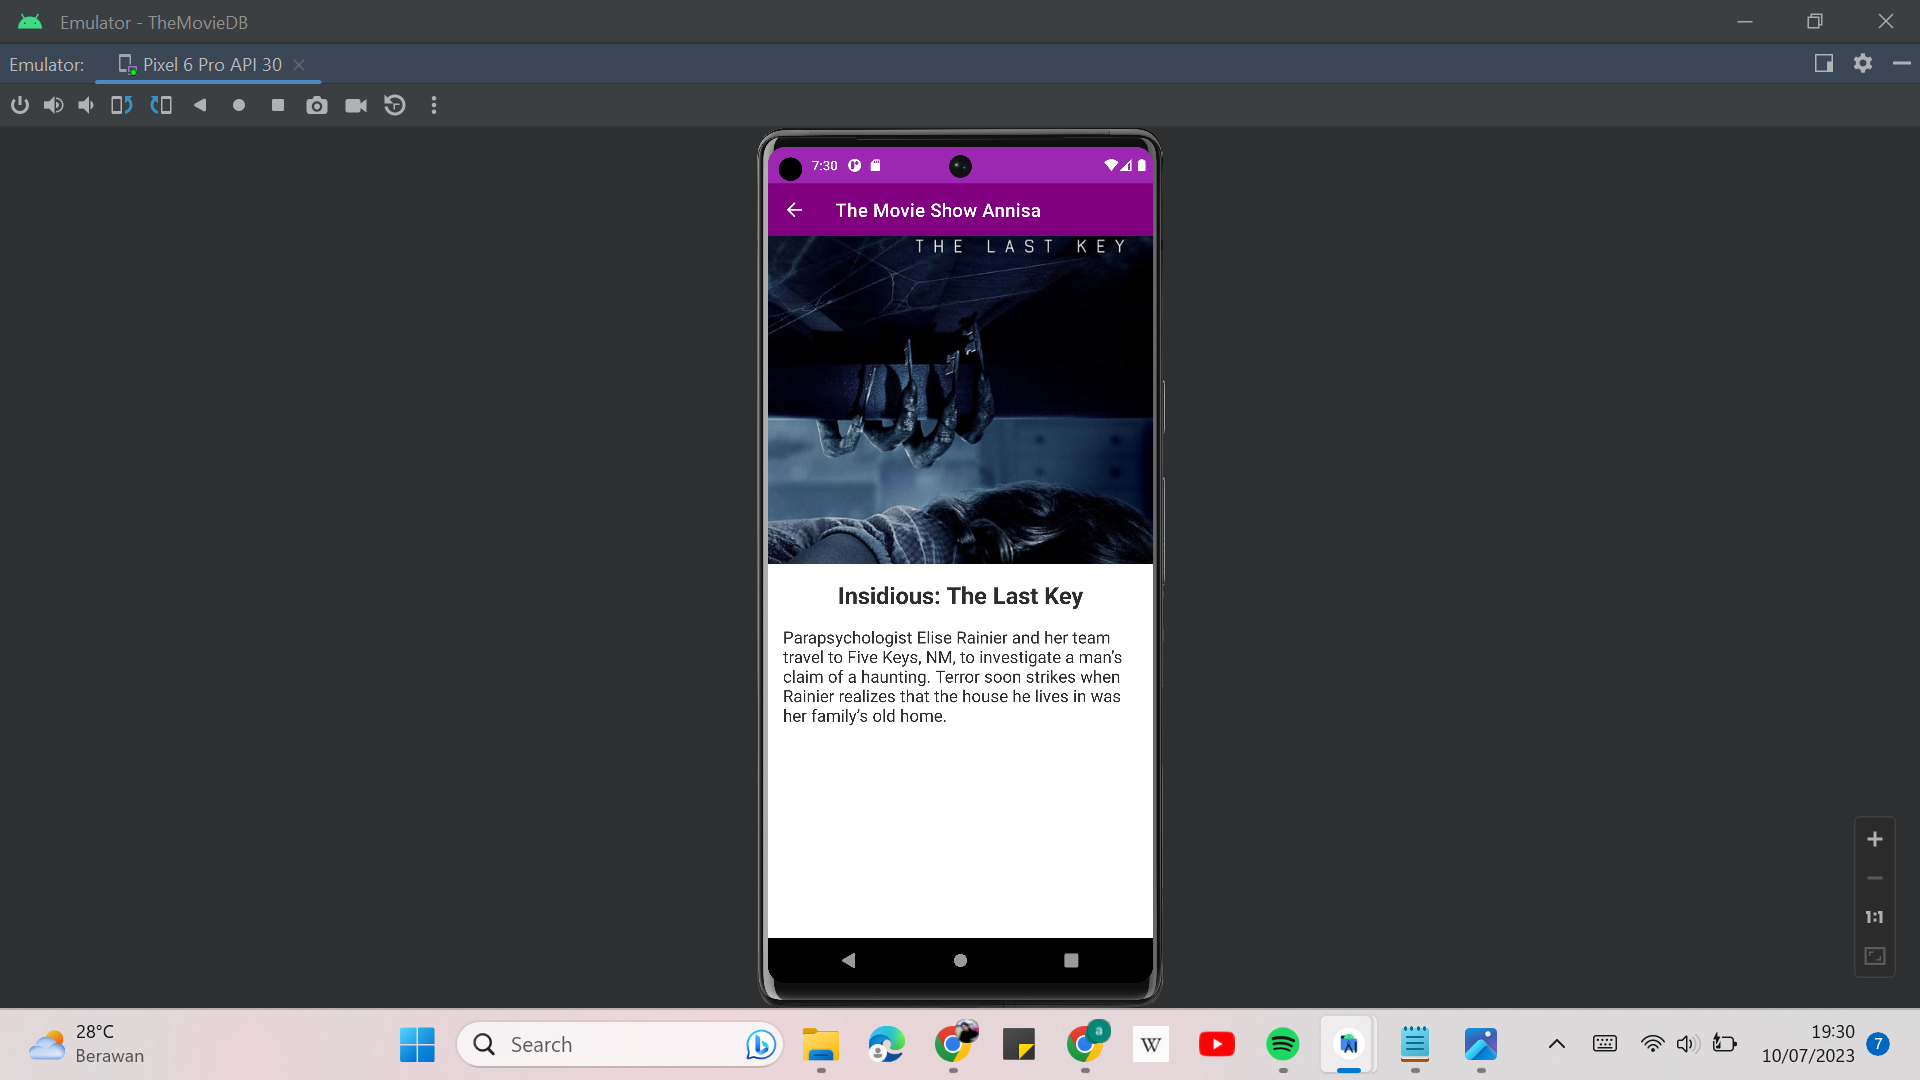 Emulator - TheMovieDB
Emulator:
Pixel 6 Pro API 30
7:30
The Movie Show Annisa
THE LAST KEY
Insidious: The Last Key
Parapsychologist Elise Rainier and her team
travel to Five Keys, NM, to investigate a man’s
claim of a haunting. Terror soon strikes when
Rainier realizes that the house he lives in was
her family’s old home.
1:1
28°C
Berawan
Search
a
W
19:30
10/07/2023
7